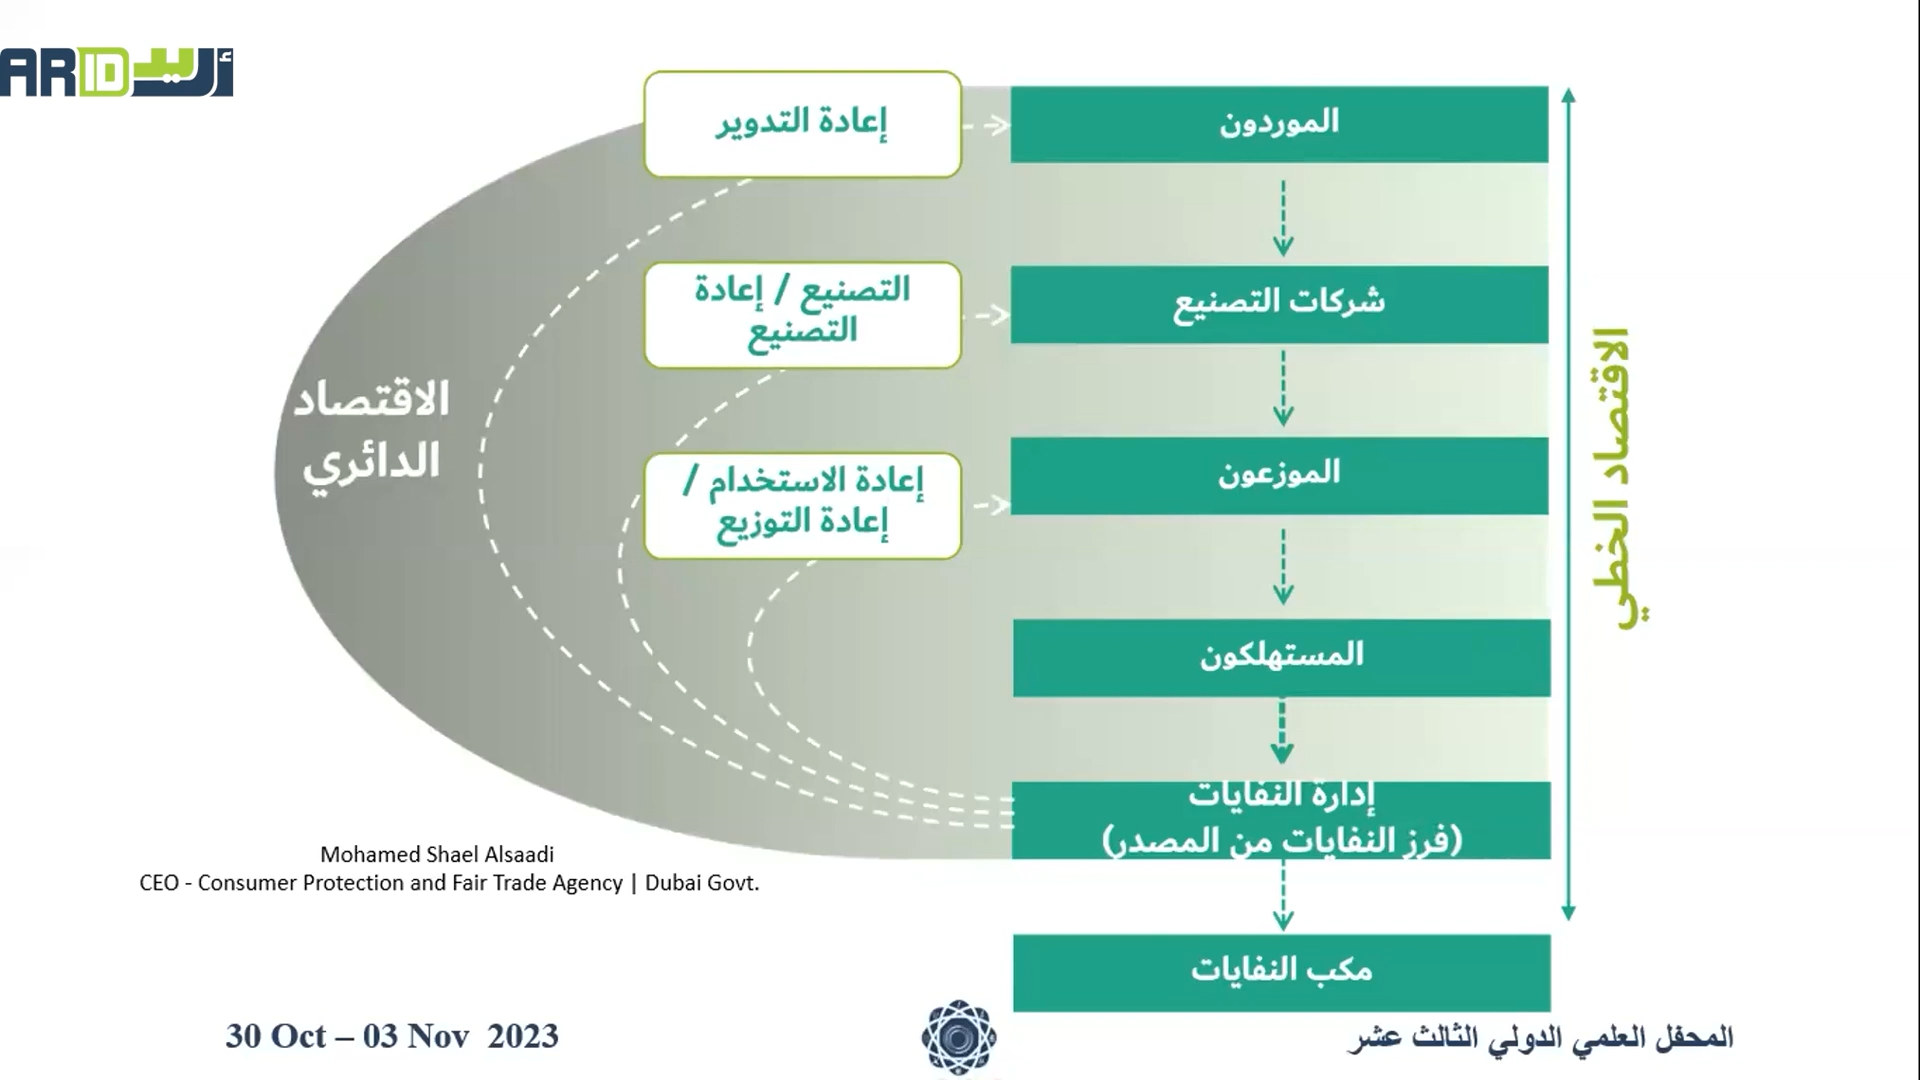 ARID أريد
إعادة التدوير
الموردون
التصنيع / إعادة
التصنيع
شركات التصنيع
إعادة الاستخدام /
إعادة التوزيع
الموزعون
الاقتصاد
الدائري
الاقتصاد الخطي
المستهلكون
إدارة النفايات
(فرز النفايات من المصدر)
مكب النفايات
Mohamed Shael Alsaadi
CEO - Consumer Protection and Fair Trade Agency | Dubai Govt.
30 Oct – 03 Nov 2023
المحفل العلمي الدولي الثالث عشر